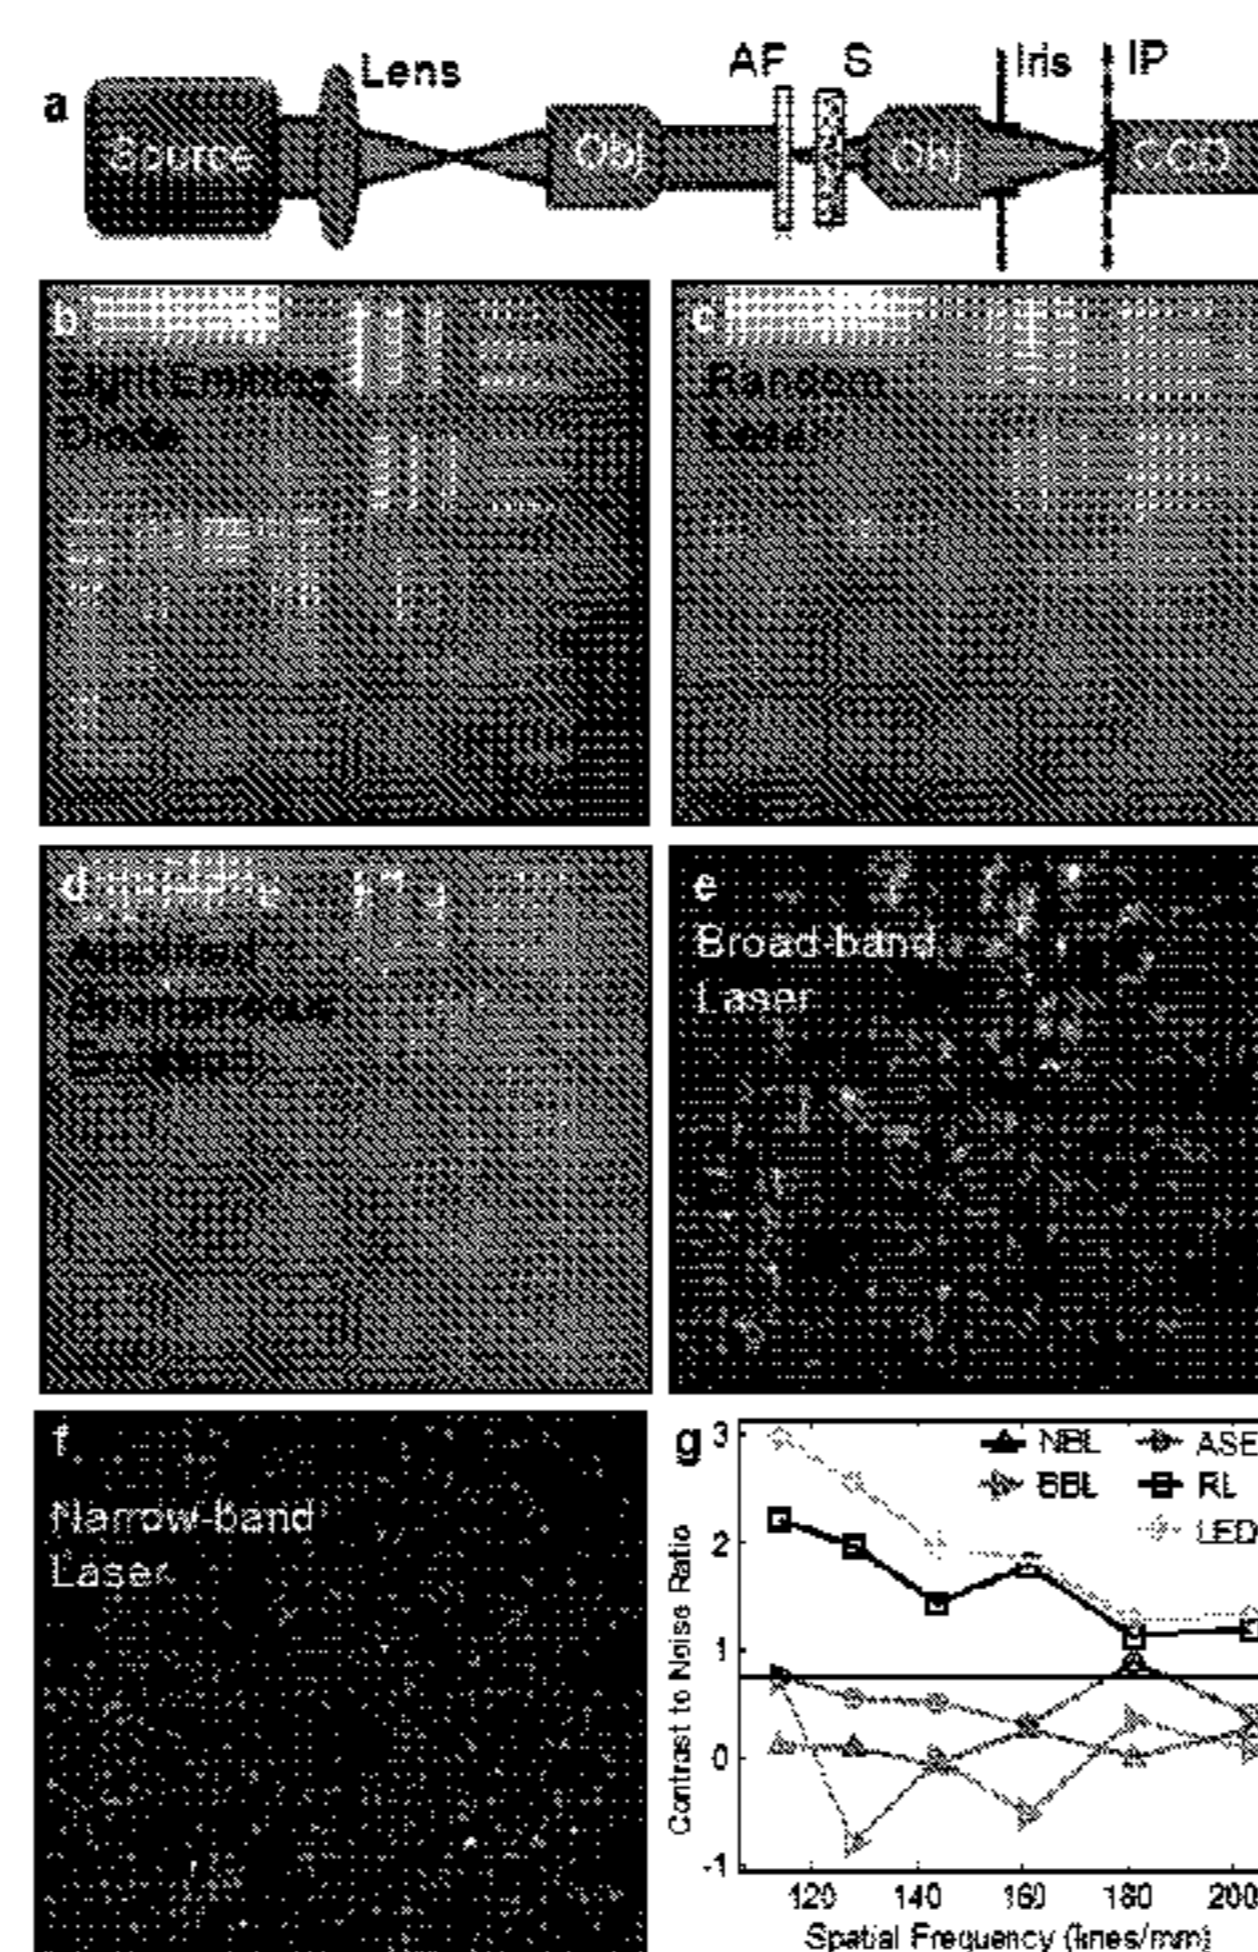 a
Source
Lens
Obj
AF
S
Obj
Iris
IP
CCD
b
Light Emitting
Diode
c
Random
Laser
d
Amplified
Spontaneous
e
Broad-band
Laser
f
Narrow-band
Laser
g
NBL
ASE
BBL
RL
LED
Contrast to Noise Ratio
3
2
1
0
-1
120
140
160
180
200
Spatial Frequency (lines/mm)